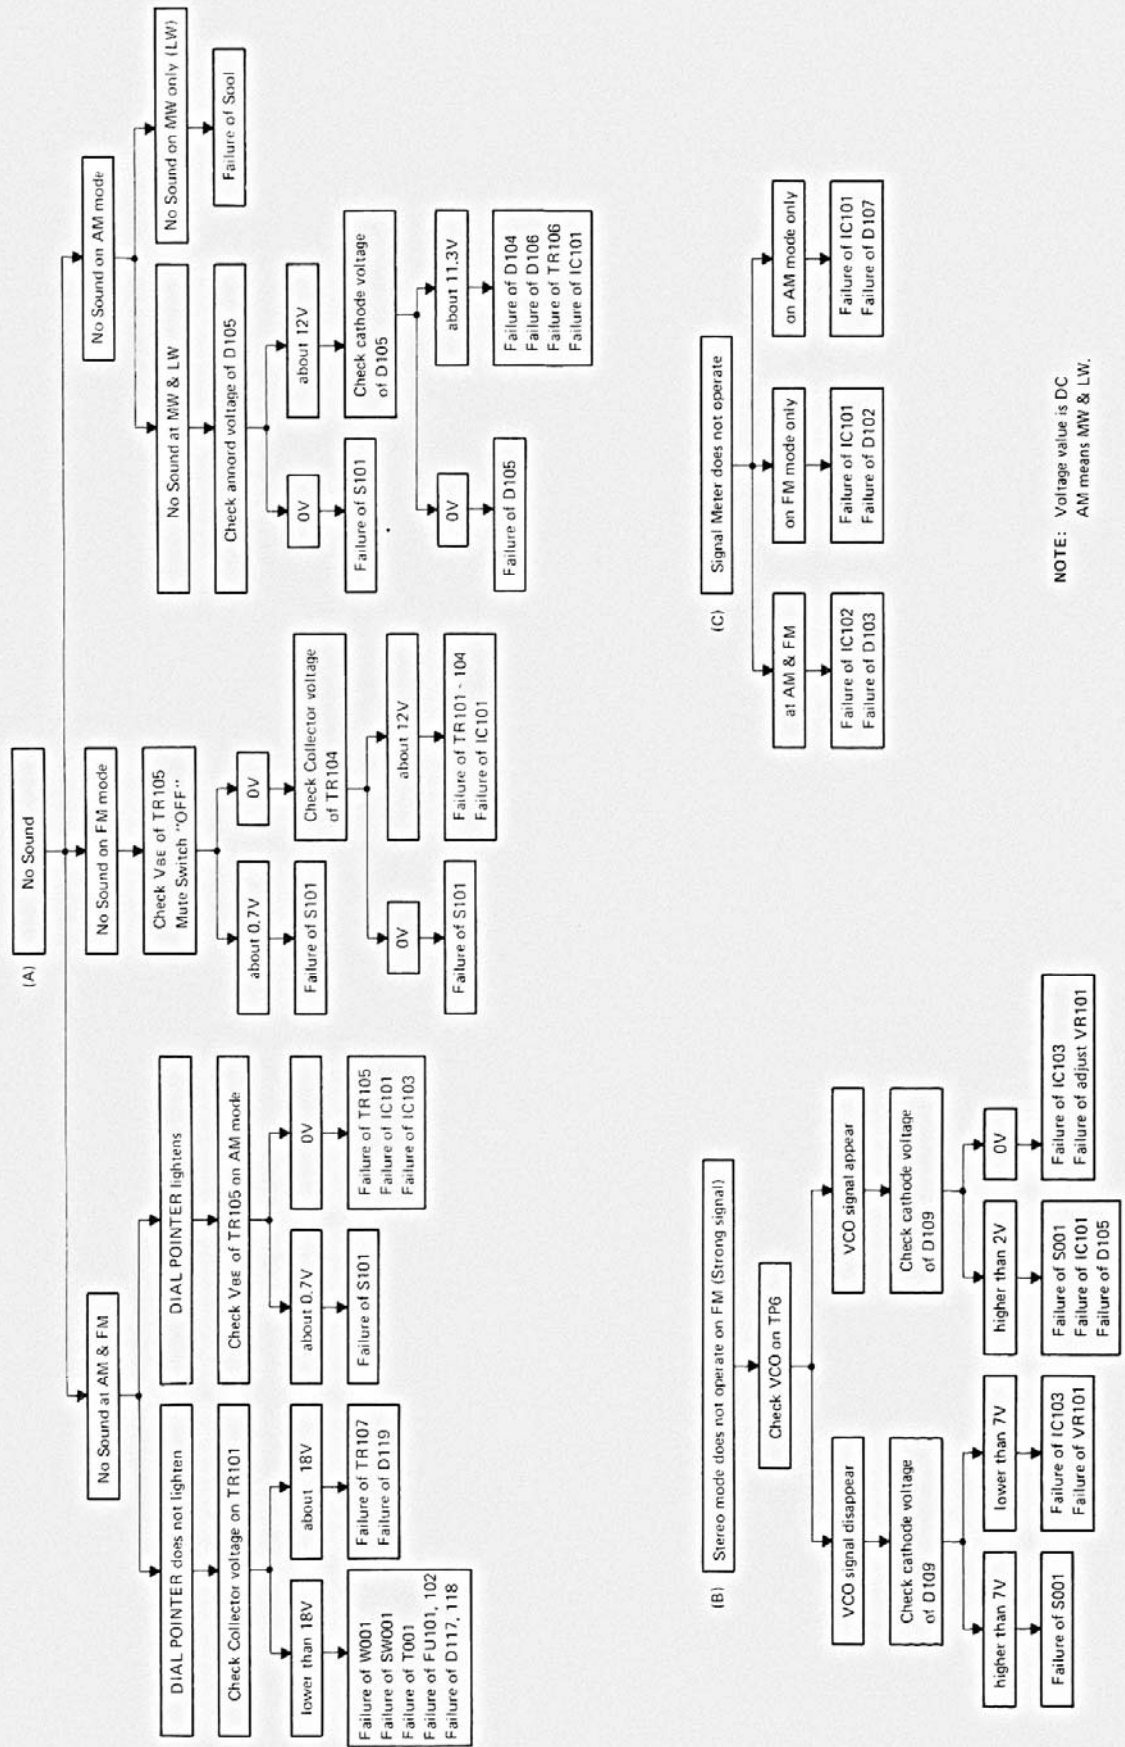 (A)
No Sound
No Sound at AM & FM
DIAL POINTER does not lighten
Check Collector voltage on TR101
lower than 18V
Failure of W001
Failure of SW001
Failure of T001
Failure of FU101, 102
Failure of D117, 118
about 18V
Failure of TR107
Failure of D119
DIAL POINTER lightens
Check VBE of TR105 on AM mode
about 0.7V
Failure of S101
0V
Failure of TR105
Failure of IC101
Failure of IC103
No Sound on FM mode
Check VBE of TR105
Mute Switch "OFF"
about 0.7V
Failure of S101
0V
Check Collector voltage
of TR104
0V
Failure of S101
about 12V
Failure of TR101 - 104
Failure of IC101
No Sound on AM mode
No Sound at MW & LW
Check annord voltage of D105
0V
Failure of S101
about 12V
Check cathode voltage
of D105
0V
Failure of D105
about 11.3V
Failure of D104
Failure of D106
Failure of TR106
Failure of IC101
No Sound on MW only (LW)
Failure of Sool
(B)
Stereo mode does not operate on FM (Strong signal)
Check VCO on TP6
VCO signal disappear
Check cathode voltage
of D109
higher than 7V
Failure of S001
lower than 7V
Failure of IC103
Failure of VR101
VCO signal appear
Check cathode voltage
of D109
higher than 2V
Failure of S001
Failure of IC101
Failure of D105
0V
Failure of IC103
Failure of adjust VR101
(C)
Signal Meter does not operate
at AM & FM
Failure of IC102
Failure of D103
on FM mode only
Failure of IC101
Failure of D102
on AM mode only
Failure of IC101
Failure of D107
NOTE: Voltage value is DC
AM means MW & LW.